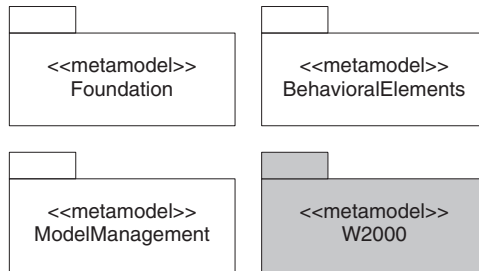 <<metamodel>>
Foundation
<<metamodel>>
BehavioralElements
<<metamodel>>
ModelManagement
<<metamodel>>
W2000